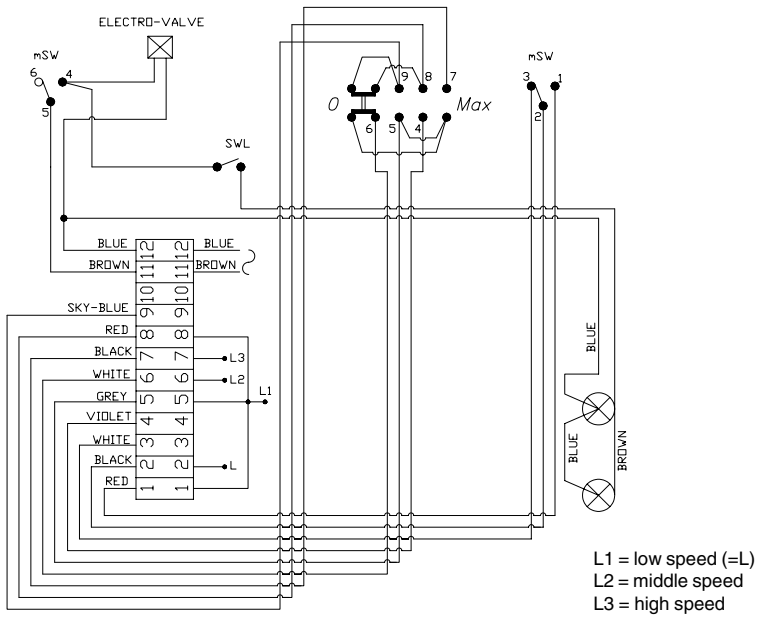 ELECTRO-VALVE
mSW
6
4
5
SWL
9
8
7
O
Max
6
5
4
mSW
3
1
2
BLUE 12 12 BLUE
BROWN 11 11 BROWN
10 10
SKY-BLUE 9 9
RED 8 8
BLACK 7 7 L3
WHITE 6 6 L2
GREY 5 5 L1
VIOLET 4 4
WHITE 3 3
BLACK 2 2 L
RED 1 1
BLUE
BLUE
BROWN
L1 = low speed (=L)
L2 = middle speed
L3 = high speed